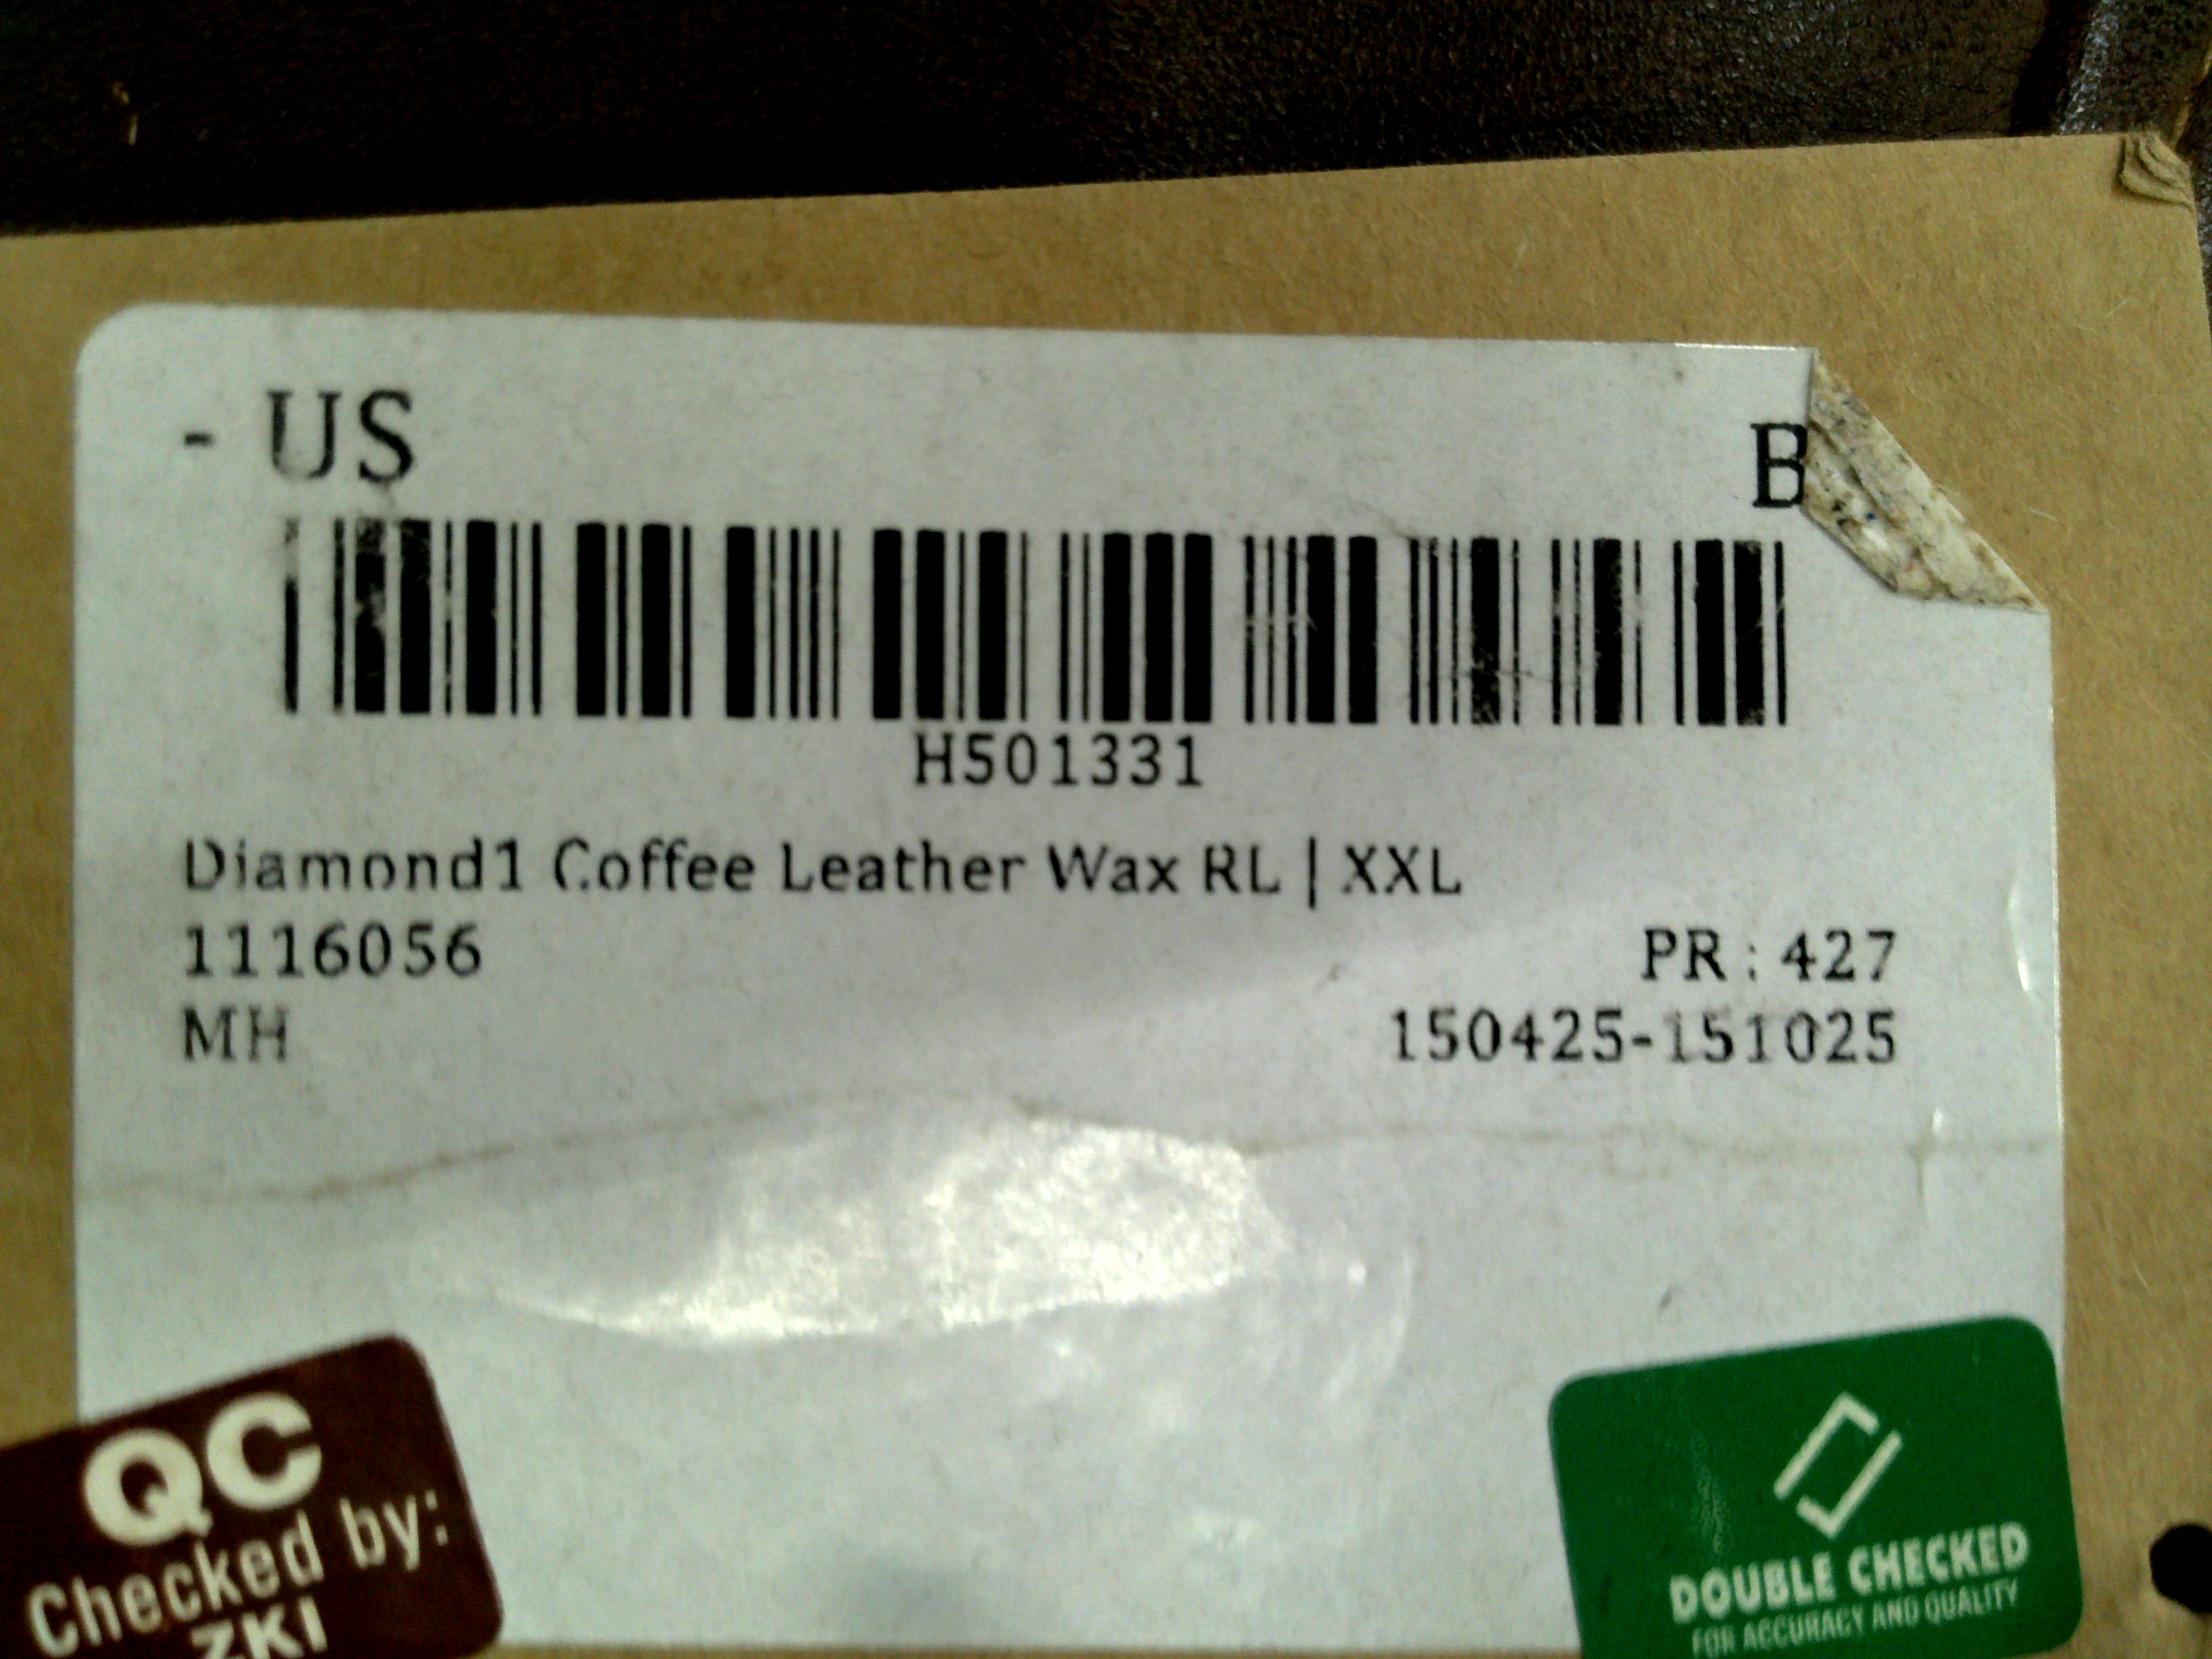 - US B
H501331
Diamond1 Coffee Leather Wax RL | XXL
1116056 PR : 427
MH 150425-151025
QC
Checked by:
ZKI
DOUBLE CHECKED
FOR ACCURACY AND QUALITY